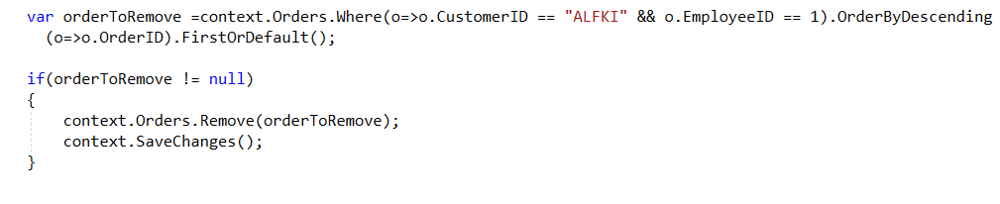 var orderToRemove =context.Orders.Where(o=>o.CustomerID == "ALFKI" && o.EmployeeID == 1).OrderByDescending
(o=>o.OrderID).FirstOrDefault();
if(orderToRemove != null)
{
context.Orders.Remove(orderToRemove);
context.SaveChanges();
}